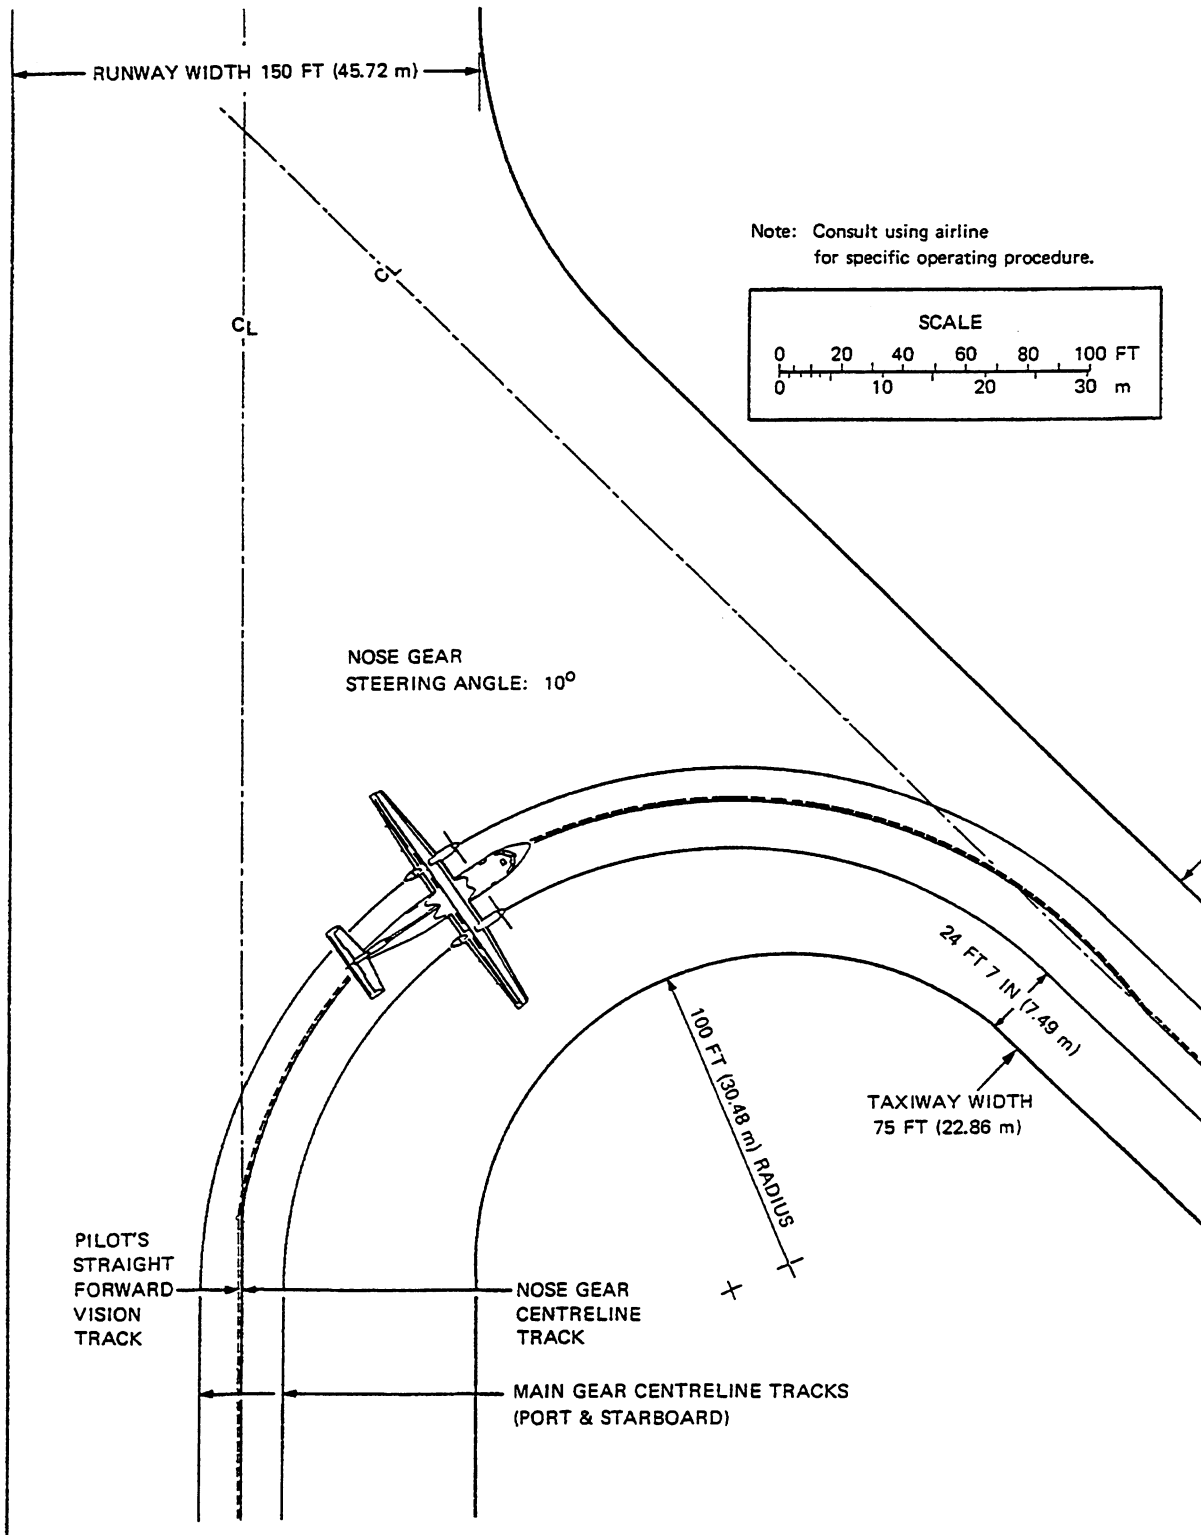 RUNWAY WIDTH 150 FT (45.72 m)
Note: Consult using airline
for specific operating procedure.
CL
CL
SCALE
0 20 40 60 80 100 FT
0 10 20 30 m
NOSE GEAR
STEERING ANGLE: 10°
24 FT 7 IN (7.49 m)
100 FT (30.48 m) RADIUS
TAXIWAY WIDTH
75 FT (22.86 m)
PILOT'S
STRAIGHT
FORWARD
VISION
TRACK
NOSE GEAR
CENTRELINE
TRACK
MAIN GEAR CENTRELINE TRACKS
(PORT & STARBOARD)